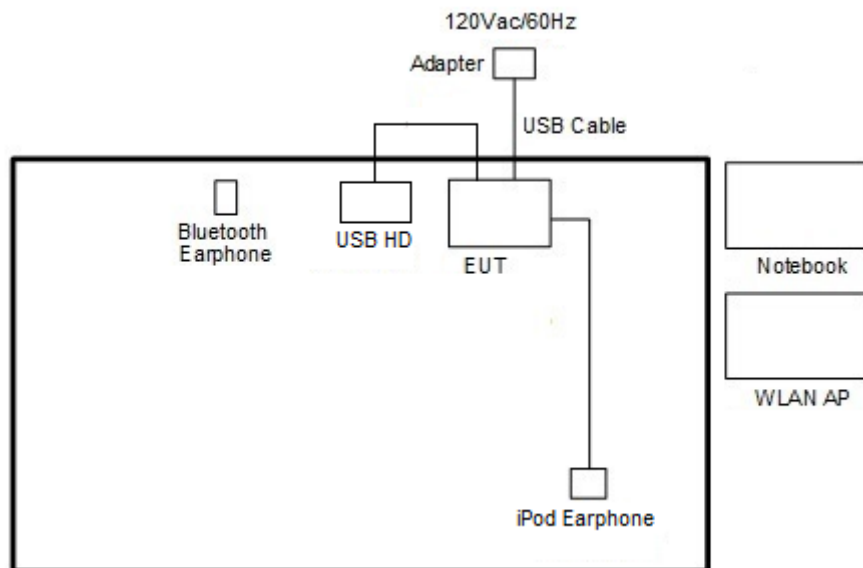 120Vac/60Hz
Adapter
USB Cable
Bluetooth
Earphone
USB HD
EUT
Notebook
WLAN AP
iPod Earphone